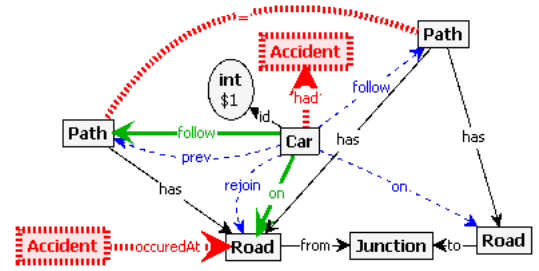 =
Path
Accident
int
$1
had
follow
id
Path
follow
Car
has
has
prev
has
rejoin
on
on
Accident
occuredAt
Road
from
Junction
to
Road